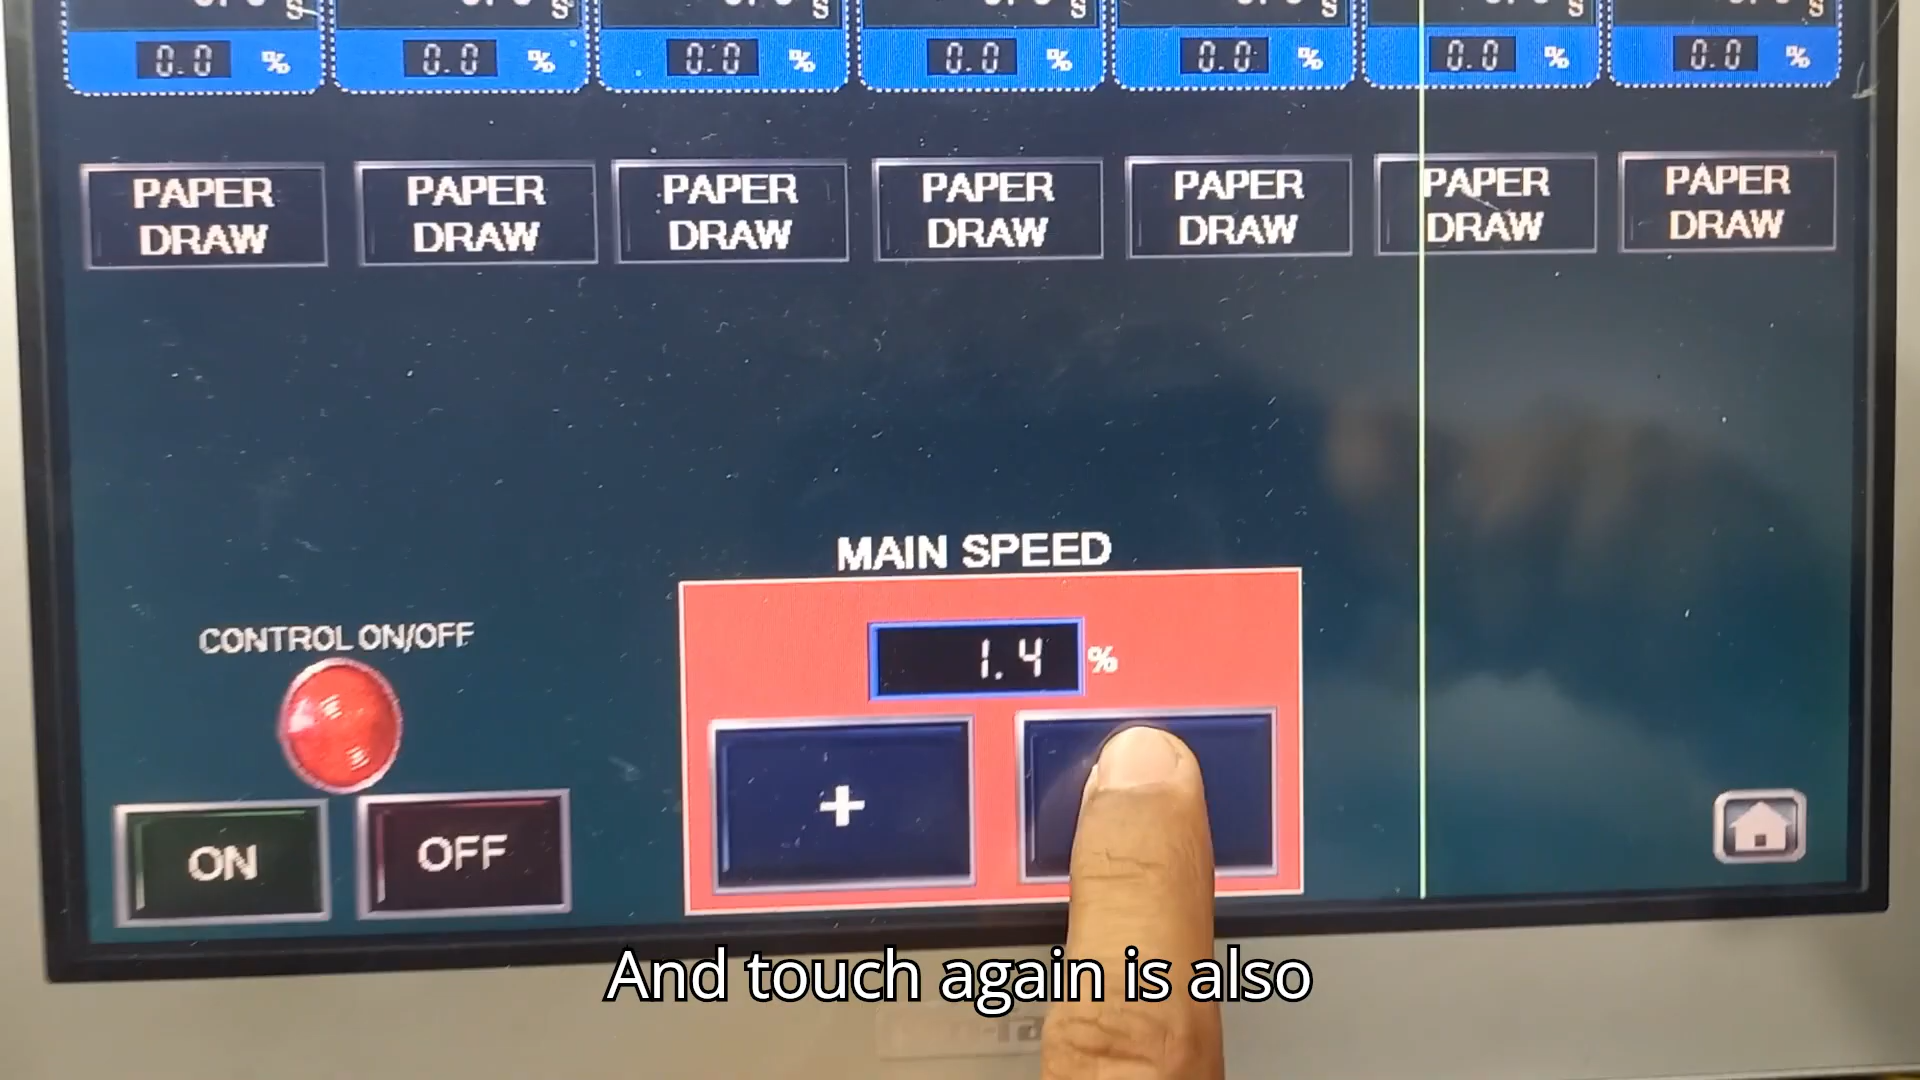 0.0 % 0.0 % 0.0 % 0.0 % 0.0 % 0.0 % 0.0 %
PAPER DRAW
PAPER DRAW
PAPER DRAW
PAPER DRAW
PAPER DRAW
PAPER DRAW
PAPER DRAW
MAIN SPEED
CONTROL ON/OFF
1.4 %
+
ON
OFF
And touch again is also